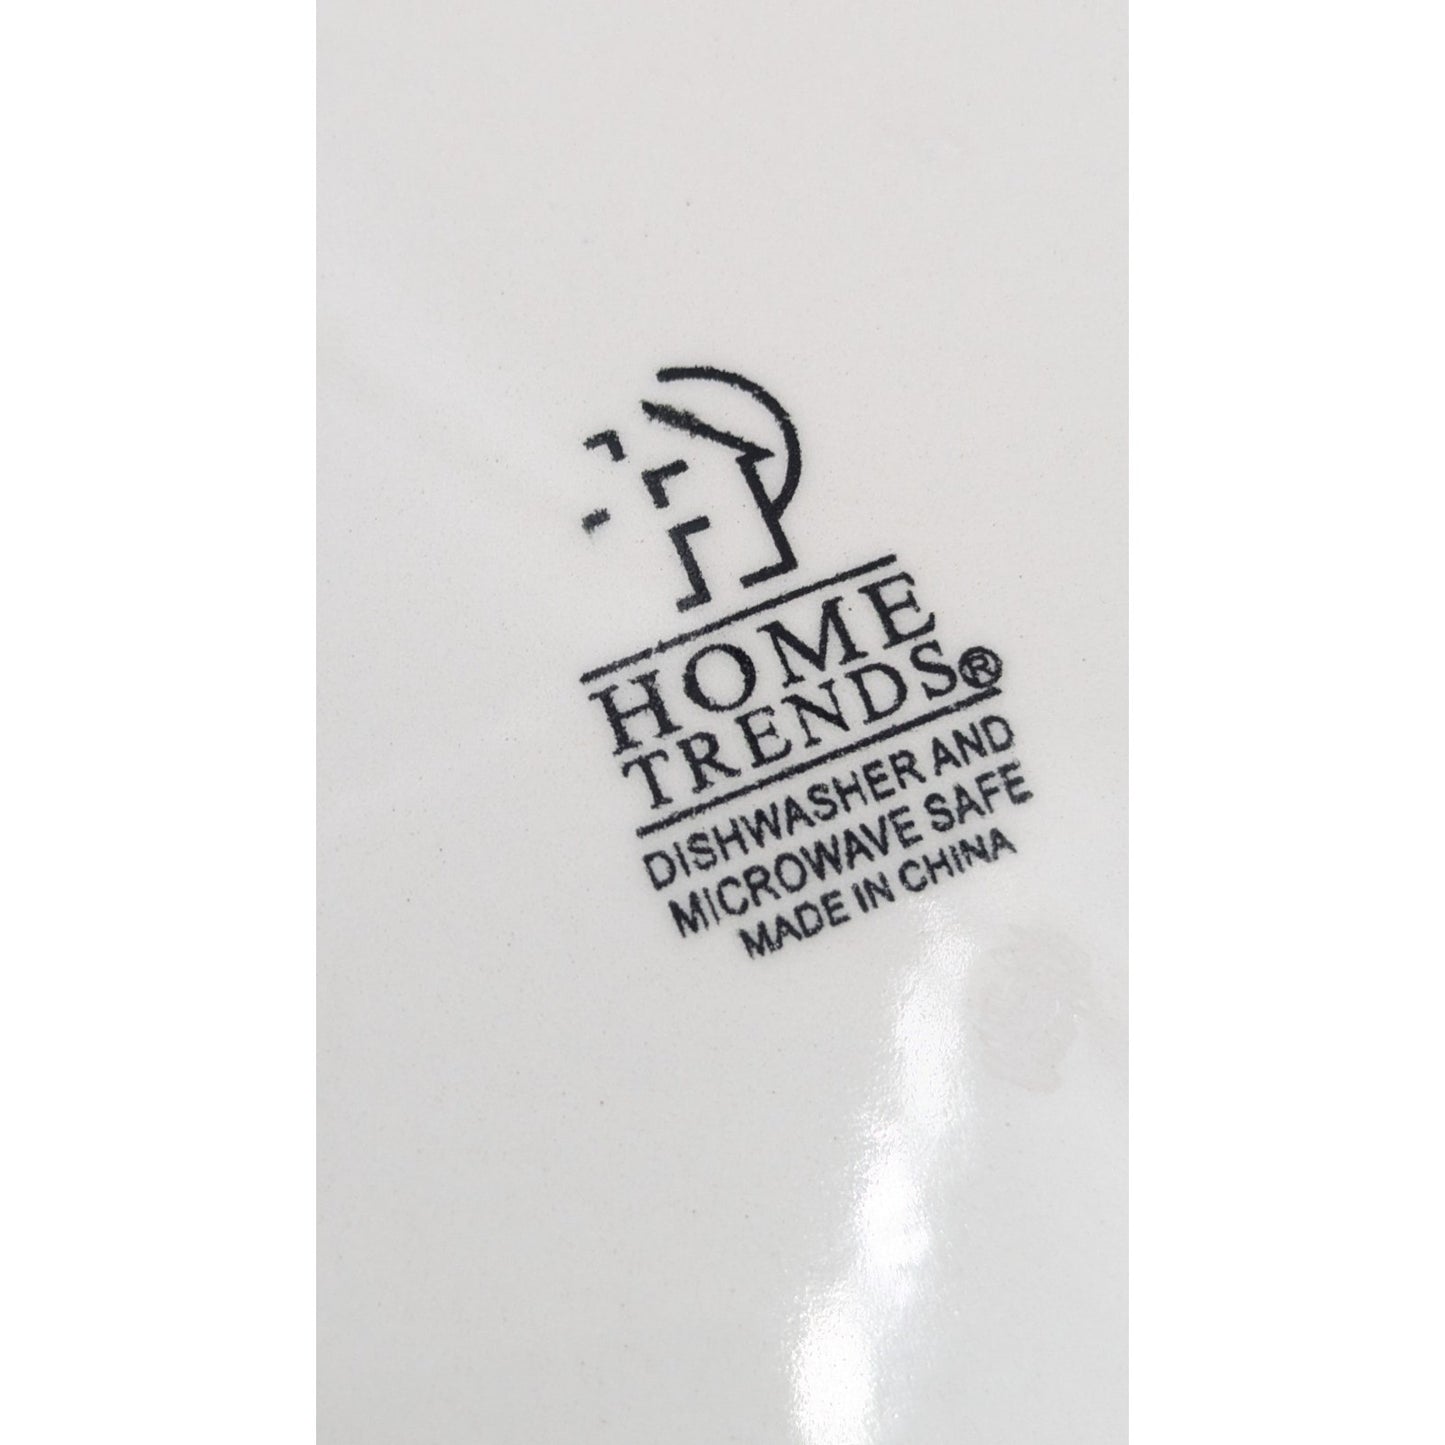 HOME
TRENDS®
DISHWASHER AND
MICROWAVE SAFE
MADE IN CHINA